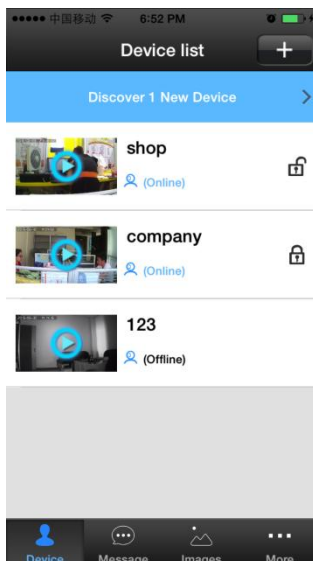 中国移动 6:52 PM
Device list +
Discover 1 New Device
shop
(Online)
company
(Online)
123
(Offline)
Device Message Images More